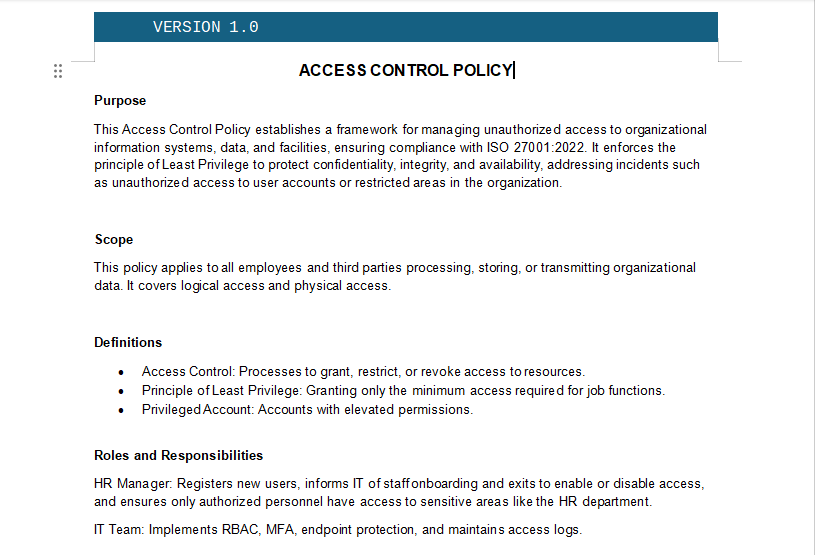 VERSION 1.0
ACCESS CONTROL POLICY
Purpose
This Access Control Policy establishes a framework for managing unauthorized access to organizational
information systems, data, and facilities, ensuring compliance with ISO 27001:2022. It enforces the
principle of Least Privilege to protect confidentiality, integrity, and availability, addressing incidents such
as unauthorized access to user accounts or restricted areas in the organization.
Scope
This policy applies to all employees and third parties processing, storing, or transmitting organizational
data. It covers logical access and physical access.
Definitions
• Access Control: Processes to grant, restrict, or revoke access to resources.
• Principle of Least Privilege: Granting only the minimum access required for job functions.
• Privileged Account: Accounts with elevated permissions.
Roles and Responsibilities
HR Manager: Registers new users, informs IT of staff onboarding and exits to enable or disable access,
and ensures only authorized personnel have access to sensitive areas like the HR department.
IT Team: Implements RBAC, MFA, endpoint protection, and maintains access logs.